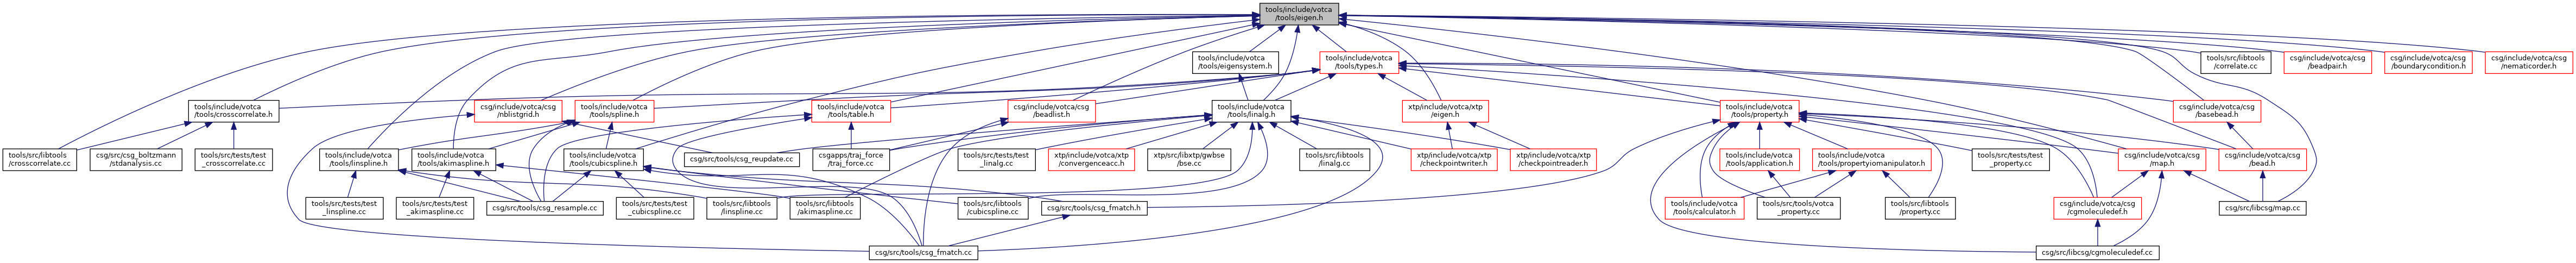 tools/include/votca
/tools/eigen.h
tools/include/votca
/tools/eigensystem.h
tools/include/votca
/tools/types.h
tools/src/libtools
/correlate.cc
csg/include/votca/csg
/beadpair.h
csg/include/votca/csg
/boundarycondition.h
csg/include/votca/csg
/nematicorder.h
tools/include/votca
/tools/crosscorrelate.h
csg/include/votca/csg
/nblistgrid.h
tools/include/votca
/tools/spline.h
tools/include/votca
/tools/table.h
csg/include/votca/csg
/beadlist.h
tools/include/votca
/tools/linalg.h
xtp/include/votca/xtp
/eigen.h
tools/include/votca
/tools/property.h
csg/include/votca/csg
/basebead.h
tools/src/libtools
/crosscorrelate.cc
csg/src/csg_boltzmann
/stdanalysis.cc
tools/src/tests/test
_crosscorrelate.cc
tools/include/votca
/tools/linspline.h
tools/include/votca
/tools/akimaspline.h
tools/include/votca
/tools/cubicspline.h
csg/src/tools/csg_reupdate.cc
csgapps/traj_force
/traj_force.cc
tools/src/tests/test
_linalg.cc
xtp/include/votca/xtp
/convergenceacc.h
xtp/src/libxtp/gwbse
/bse.cc
tools/src/libtools
/linalg.cc
xtp/include/votca/xtp
/checkpointwriter.h
xtp/include/votca/xtp
/checkpointreader.h
tools/include/votca
/tools/application.h
tools/include/votca
/tools/propertyiomanipulator.h
tools/src/tests/test
_property.cc
csg/include/votca/csg
/map.h
csg/include/votca/csg
/bead.h
tools/src/tests/test
_linspline.cc
tools/src/tests/test
_akimaspline.cc
csg/src/tools/csg_resample.cc
tools/src/tests/test
_cubicspline.cc
tools/src/libtools
/linspline.cc
tools/src/libtools
/akimaspline.cc
tools/src/libtools
/cubicspline.cc
csg/src/tools/csg_fmatch.h
tools/include/votca
/tools/calculator.h
tools/src/tools/votca
_property.cc
tools/src/libtools
/property.cc
csg/include/votca/csg
/cgmoleculedef.h
csg/src/libcsg/map.cc
csg/src/tools/csg_fmatch.cc
csg/src/libcsg/cgmoleculedef.cc